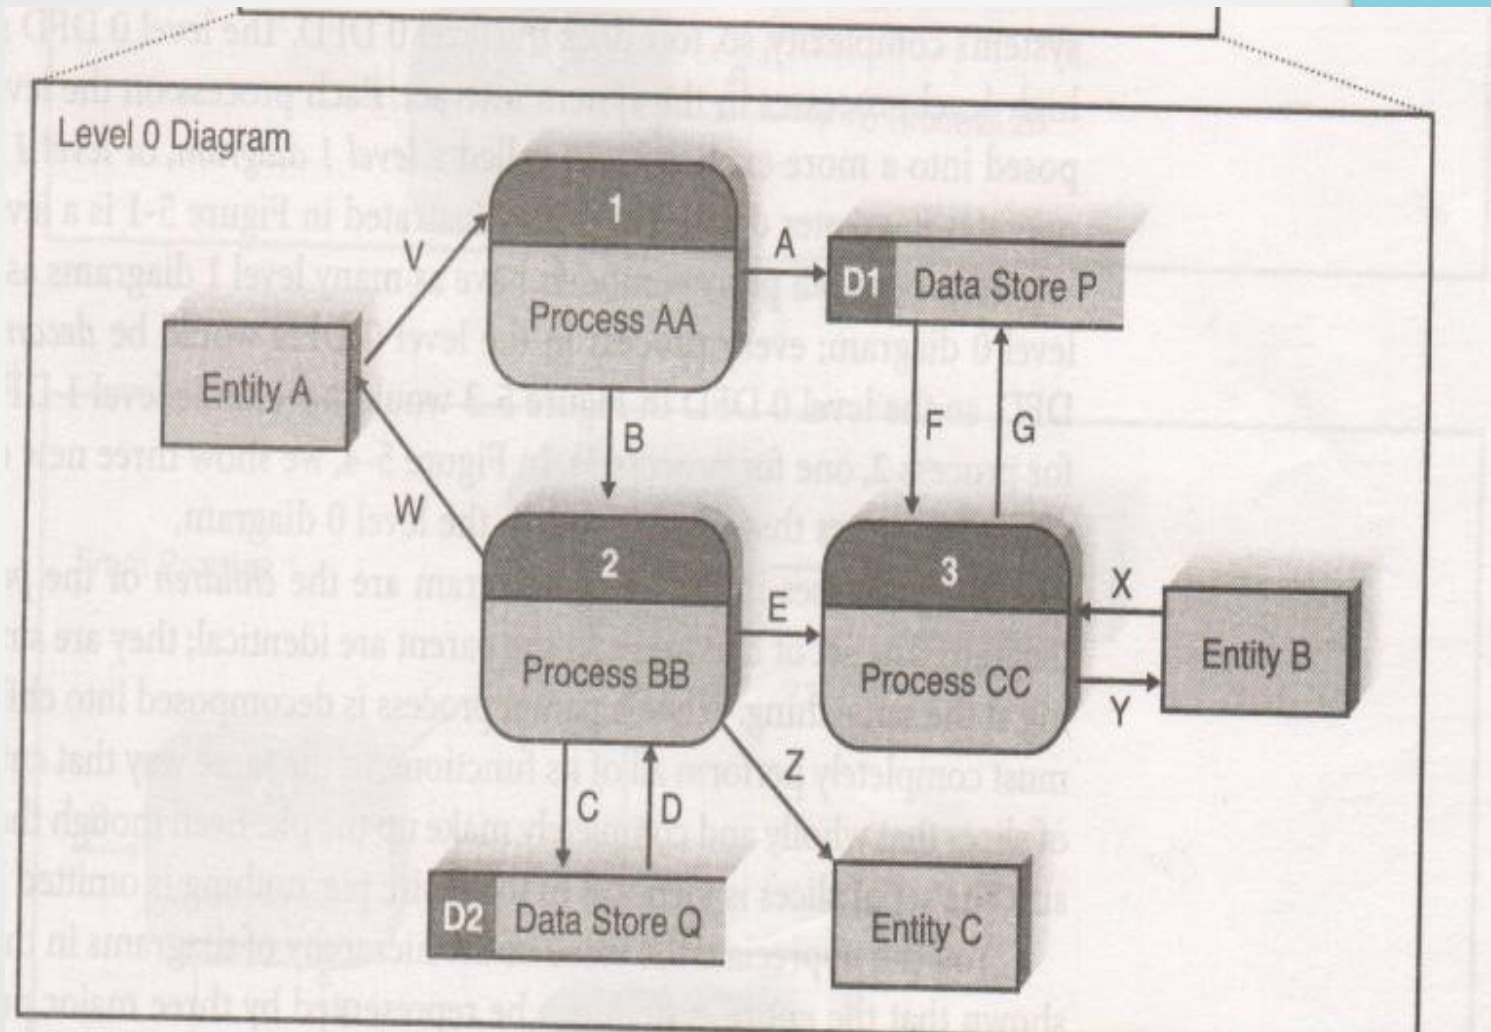 Level 0 Diagram
1
Process AA
V
A
D1 Data Store P
Entity A
B
F
G
W
2
Process BB
E
3
Process CC
X
Entity B
Y
C
D
Z
D2 Data Store Q
Entity C